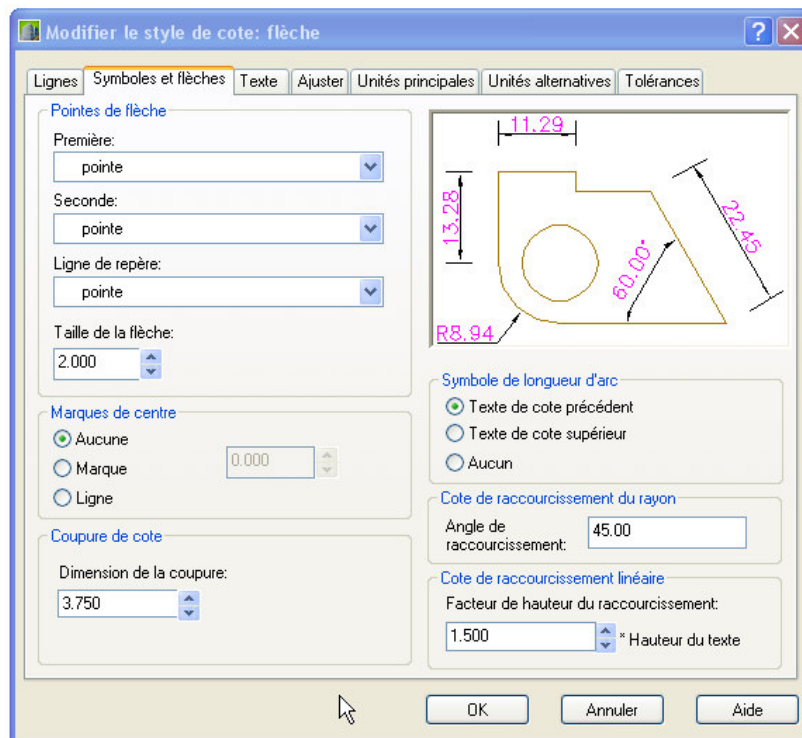 Modifier le style de cote: flèche
Lignes Symboles et flèches Texte Ajuster Unités principales Unités alternatives Tolérances
Pointes de flèche
Première:
pointe
Seconde:
pointe
Ligne de repère:
pointe
Taille de la flèche:
2.000
Marques de centre
Aucune
Marque
0.000
Ligne
Coupure de cote
Dimension de la coupure:
3.750
11.29
13.28
22.45
60.00°
R8.94
Symbole de longueur d'arc
Texte de cote précédent
Texte de cote supérieur
Aucun
Cote de raccourcissement du rayon
Angle de
raccourcissement:
45.00
Cote de raccourcissement linéaire
Facteur de hauteur du raccourcissement:
1.500
* Hauteur du texte
OK Annuler Aide